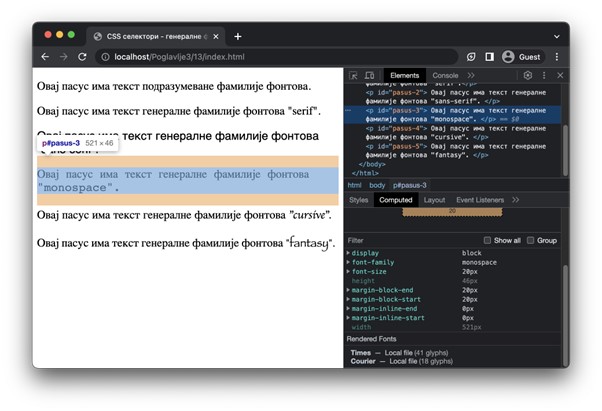 CSS селектори - генералне ф
localhost/Poglavlje3/13/index.html
Guest
Овај пасус има текст подразумеване фамилије фонтова.
Овај пасус има текст генералне фамилије фонтова "serif".
Овај пасус има текст генералне фамилије фонтова
p#pasus-3 521 × 46
Овај пасус има текст генералне фамилије фонтова
"monospace".
Овај пасус има текст генералне фамилије фонтова "cursive".
Овај пасус има текст генералне фамилије фонтова "fantasy".
Elements Console »
фамилије фонтова "serif".</p>
<p id="pasus-2"> Овај пасус има текст генералне
фамилије фонтова "sans-serif". </p>
<p id="pasus-3"> Овај пасус има текст генералне
фамилије фонтова "monospace". </p> == $0
<p id="pasus-4"> Овај пасус има текст генералне
фамилије фонтова "cursive". </p>
<p id="pasus-5"> Овај пасус има текст генералне
фамилије фонтова "fantasy". </p>
</body>
</html>
html body p#pasus-3
Styles Computed Layout Event Listeners »
20
Filter Show all Group
display block
font-family monospace
font-size 20px
height 46px
margin-block-end 20px
margin-block-start 20px
margin-inline-end 0px
margin-inline-start 0px
width 521px
Rendered Fonts
Times — Local file (41 glyphs)
Courier — Local file (18 glyphs)